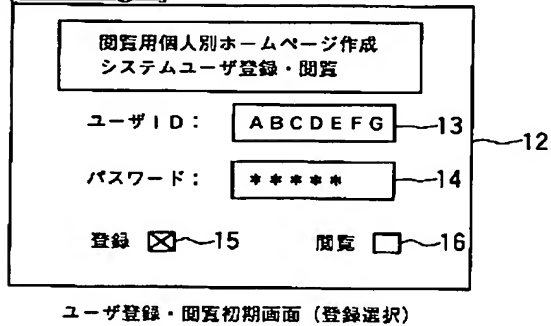 閲覧用個人別ホームページ作成
システムユーザ登録・閲覧
ユーザID: ABCDEFG 13
12
パスワード: ***** 14
登録 15 閲覧 16
ユーザ登録・閲覧初期画面(登録選択)